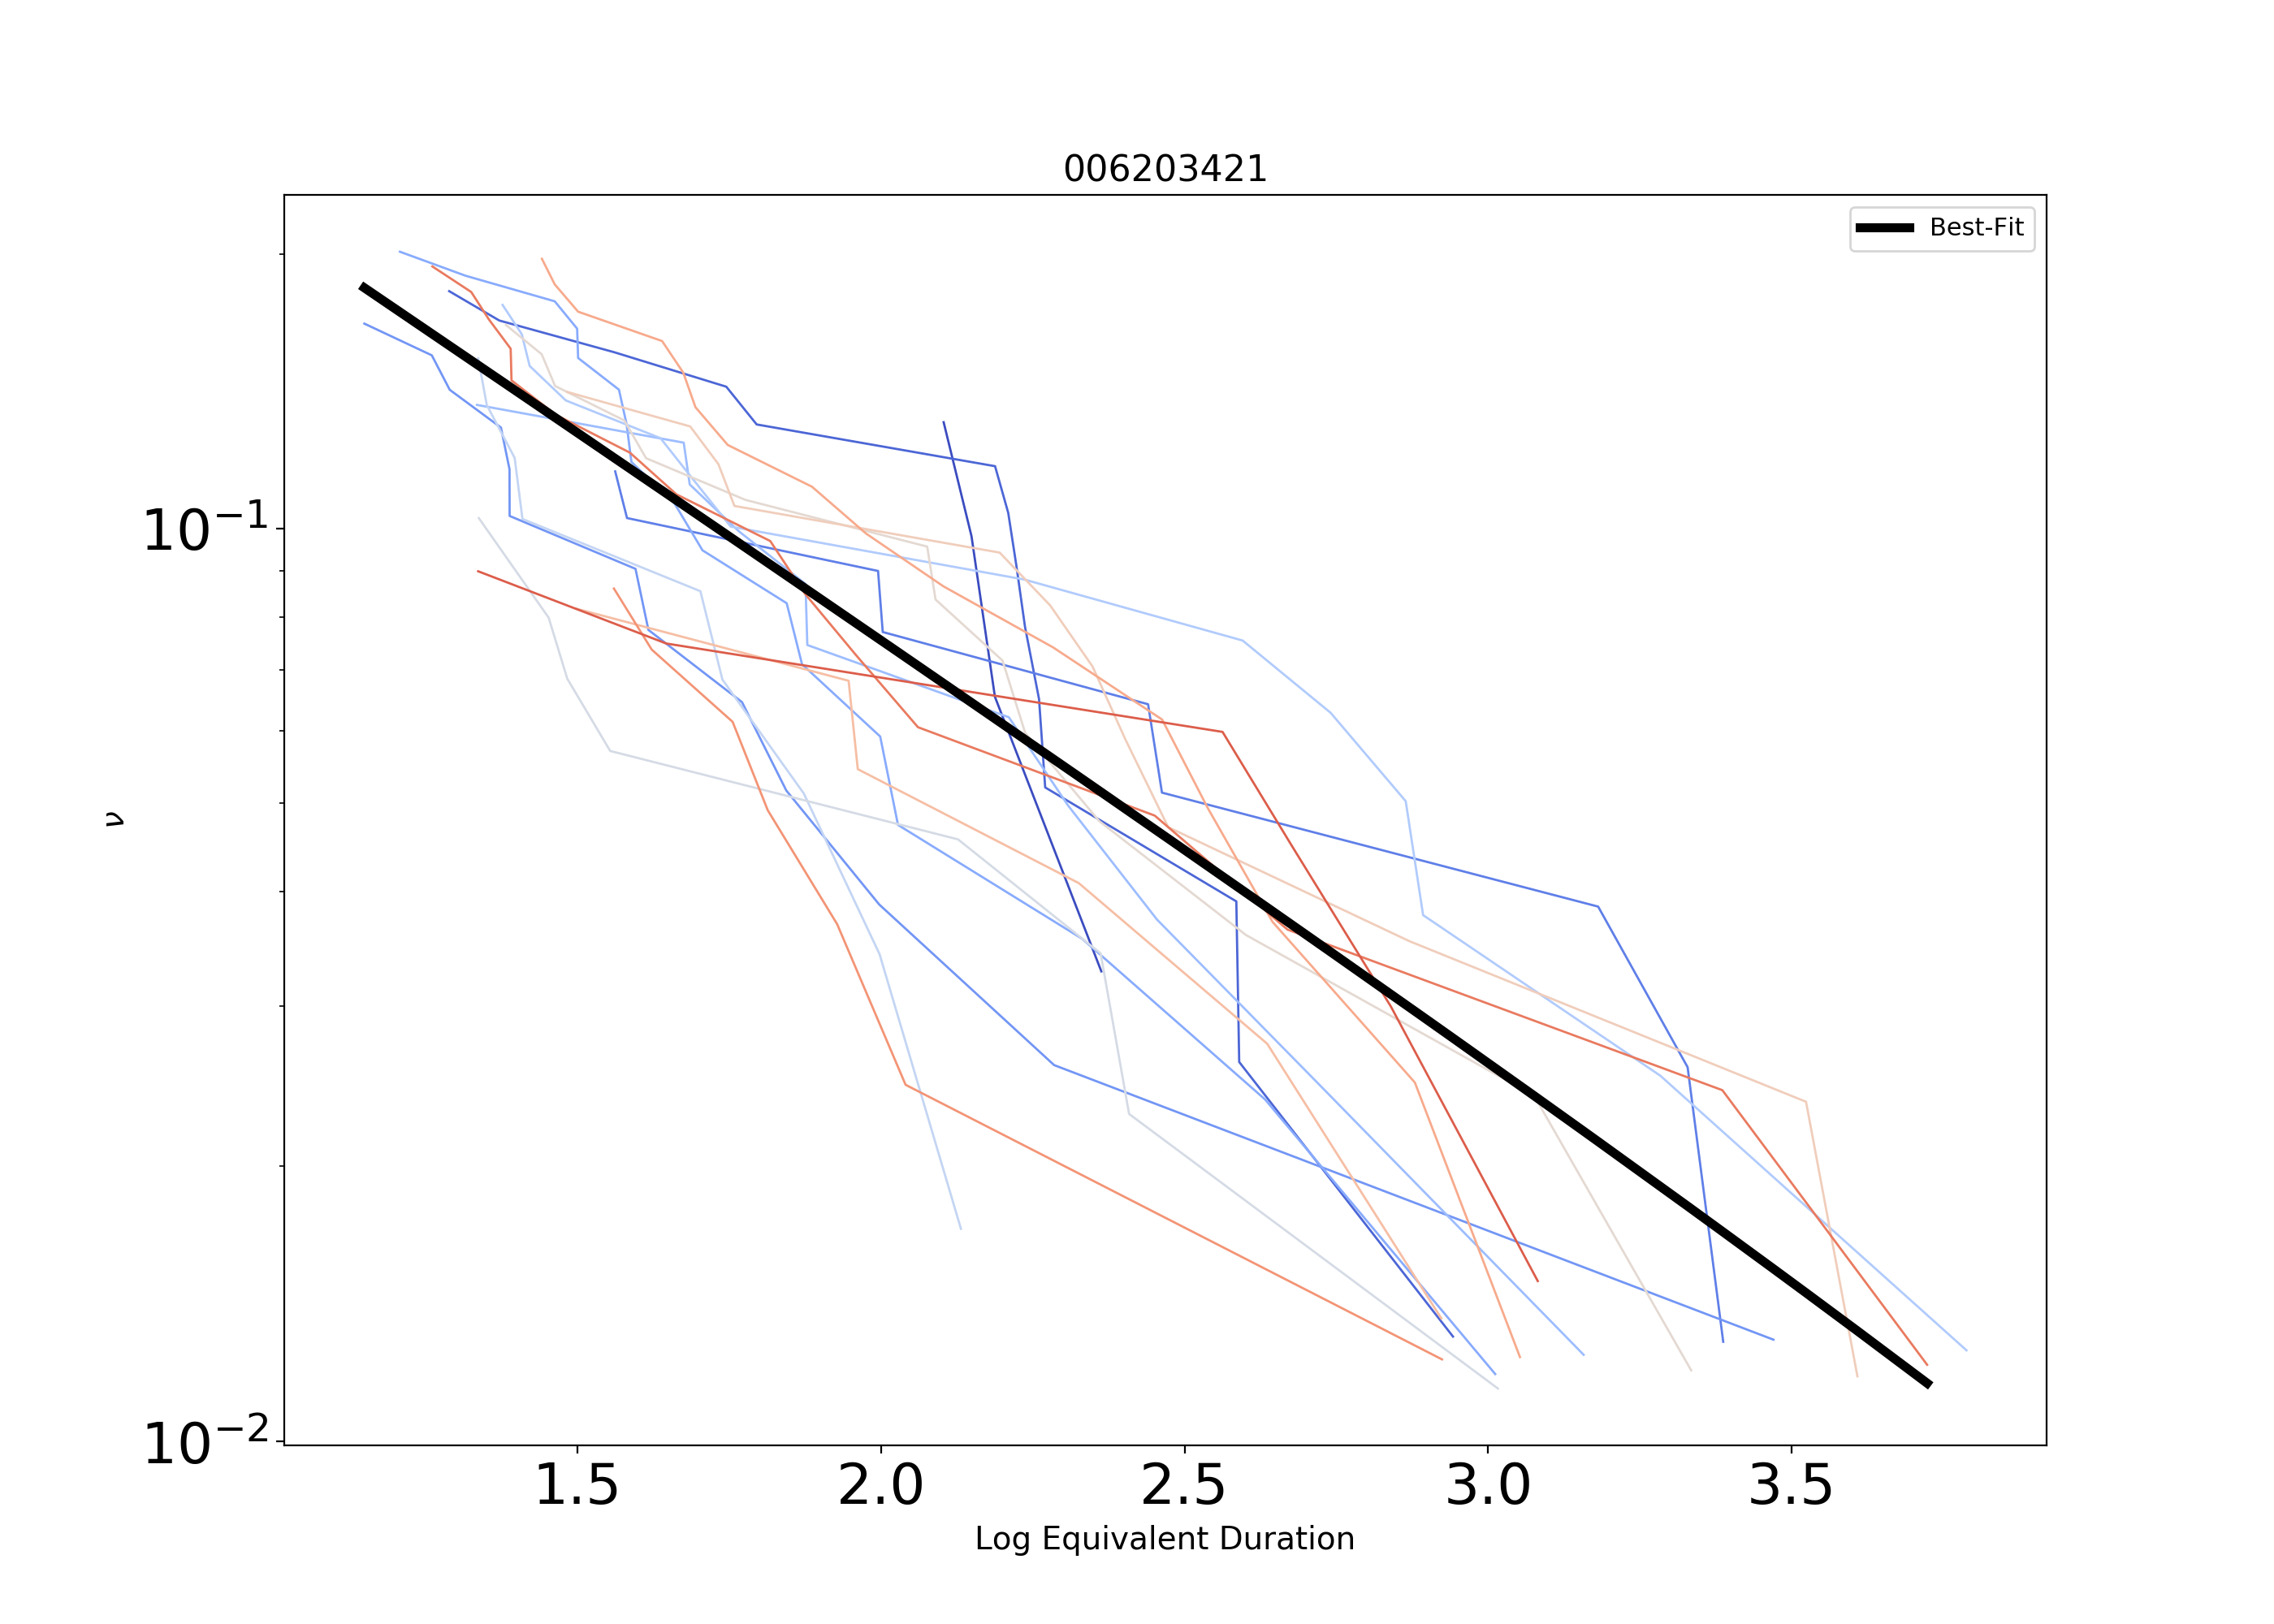 006203421
Best-Fit
10⁻¹
ν
10⁻²
1.5 2.0 2.5 3.0 3.5
Log Equivalent Duration